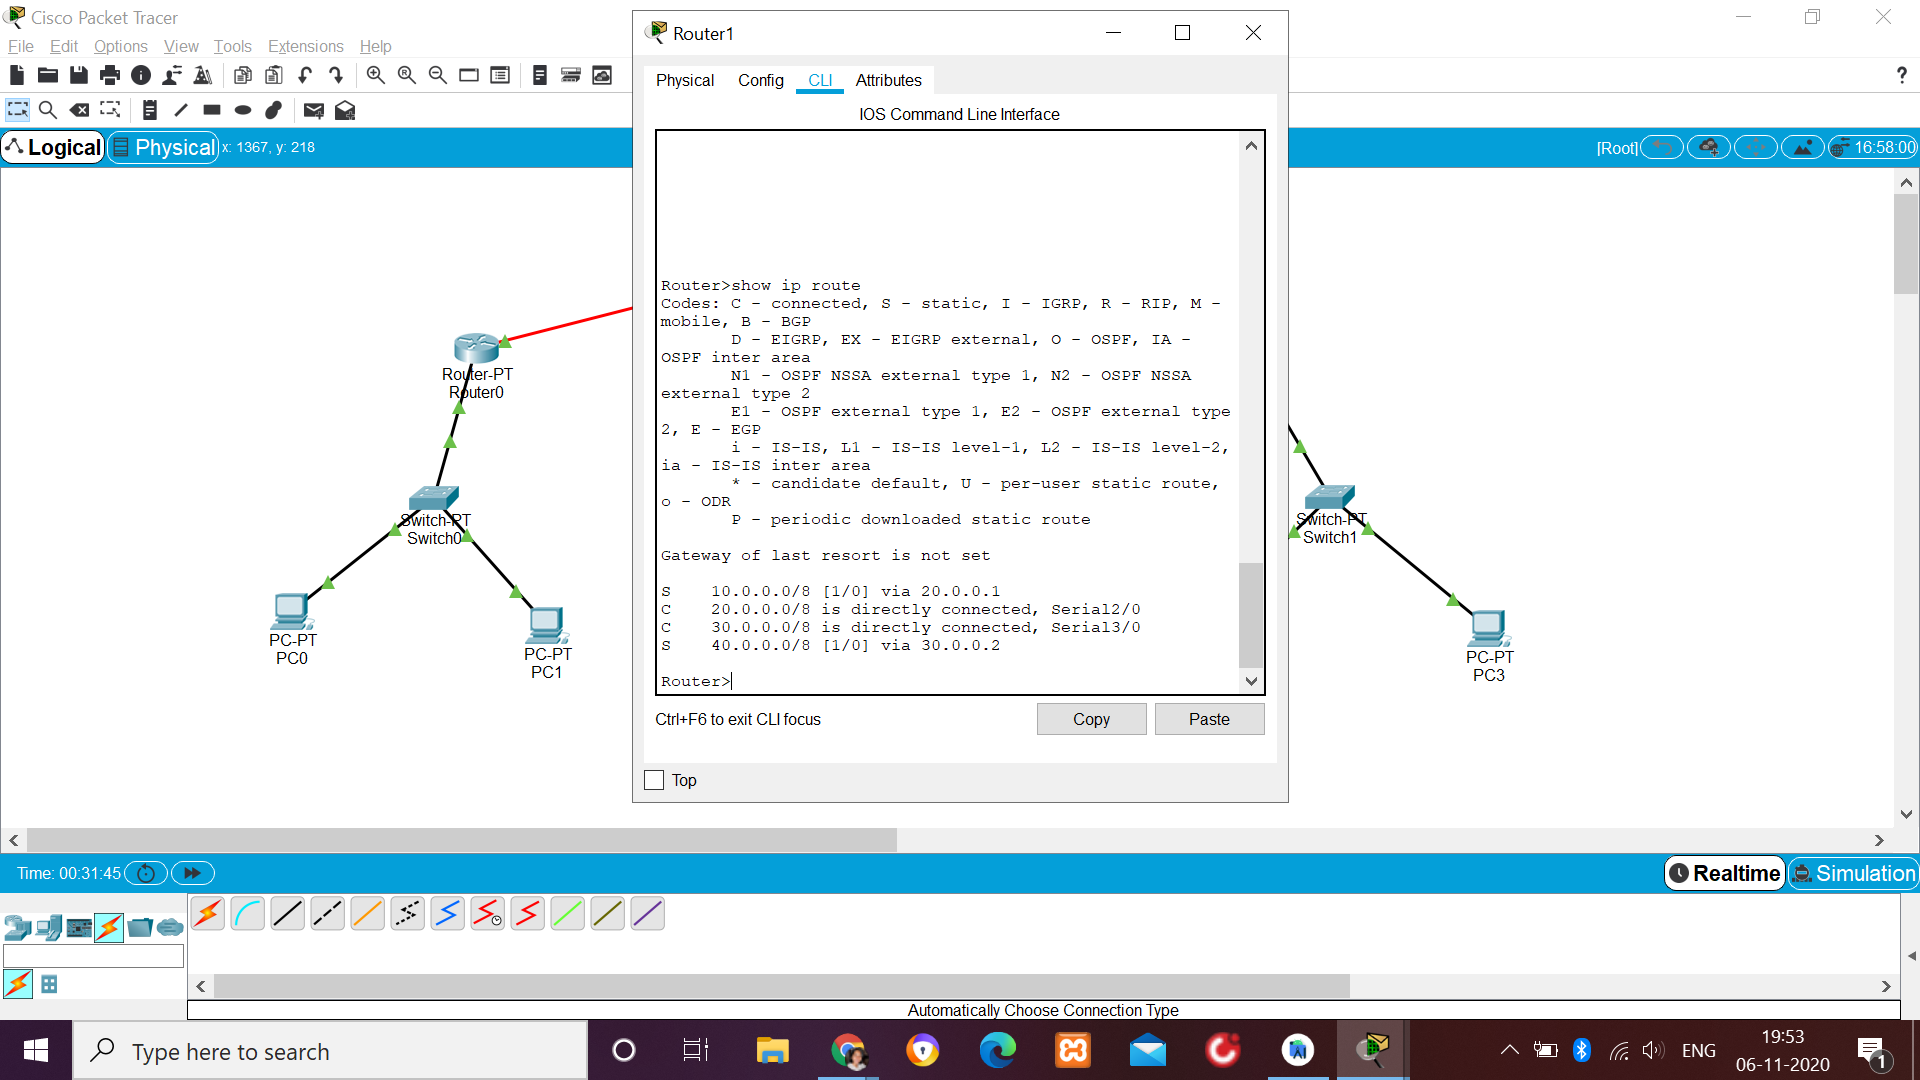 Cisco Packet Tracer
File Edit Options View Tools Extensions Help
?
Logical
Physical
x: 1367, y: 218
[Root]
16:58:00
Router1
Physical Config CLI Attributes
IOS Command Line Interface
Router>show ip route
Codes: C - connected, S - static, I - IGRP, R - RIP, M -
mobile, B - BGP
D - EIGRP, EX - EIGRP external, O - OSPF, IA -
OSPF inter area
N1 - OSPF NSSA external type 1, N2 - OSPF NSSA
external type 2
E1 - OSPF external type 1, E2 - OSPF external type
2, E - EGP
i - IS-IS, L1 - IS-IS level-1, L2 - IS-IS level-2,
ia - IS-IS inter area
* - candidate default, U - per-user static route,
o - ODR
P - periodic downloaded static route
Gateway of last resort is not set
S 10.0.0.0/8 [1/0] via 20.0.0.1
C 20.0.0.0/8 is directly connected, Serial2/0
C 30.0.0.0/8 is directly connected, Serial3/0
S 40.0.0.0/8 [1/0] via 30.0.0.2
Router>
Ctrl+F6 to exit CLI focus
Copy
Paste
Top
Router-PT
Router0
Switch-PT
Switch0
PC-PT
PC0
PC-PT
PC1
Switch-PT
Switch1
PC-PT
PC3
Time: 00:31:45
Realtime
Simulation
Automatically Choose Connection Type
Type here to search
ENG
19:53
06-11-2020
1